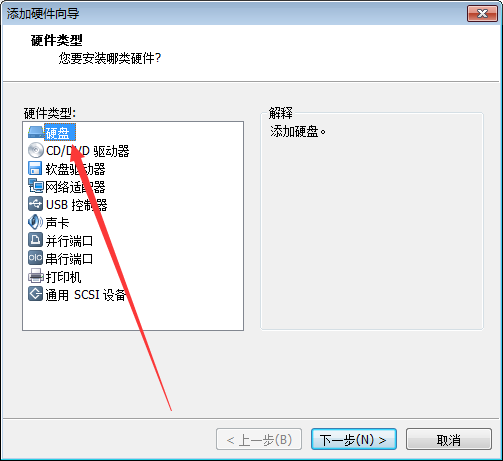 添加硬件向导
硬件类型
您要安装哪类硬件?
硬件类型:
硬盘
CD/DVD 驱动器
软盘驱动器
网络适配器
USB 控制器
声卡
并行端口
串行端口
打印机
通用 SCSI 设备
解释
添加硬盘。
< 上一步(B)
下一步(N) >
取消